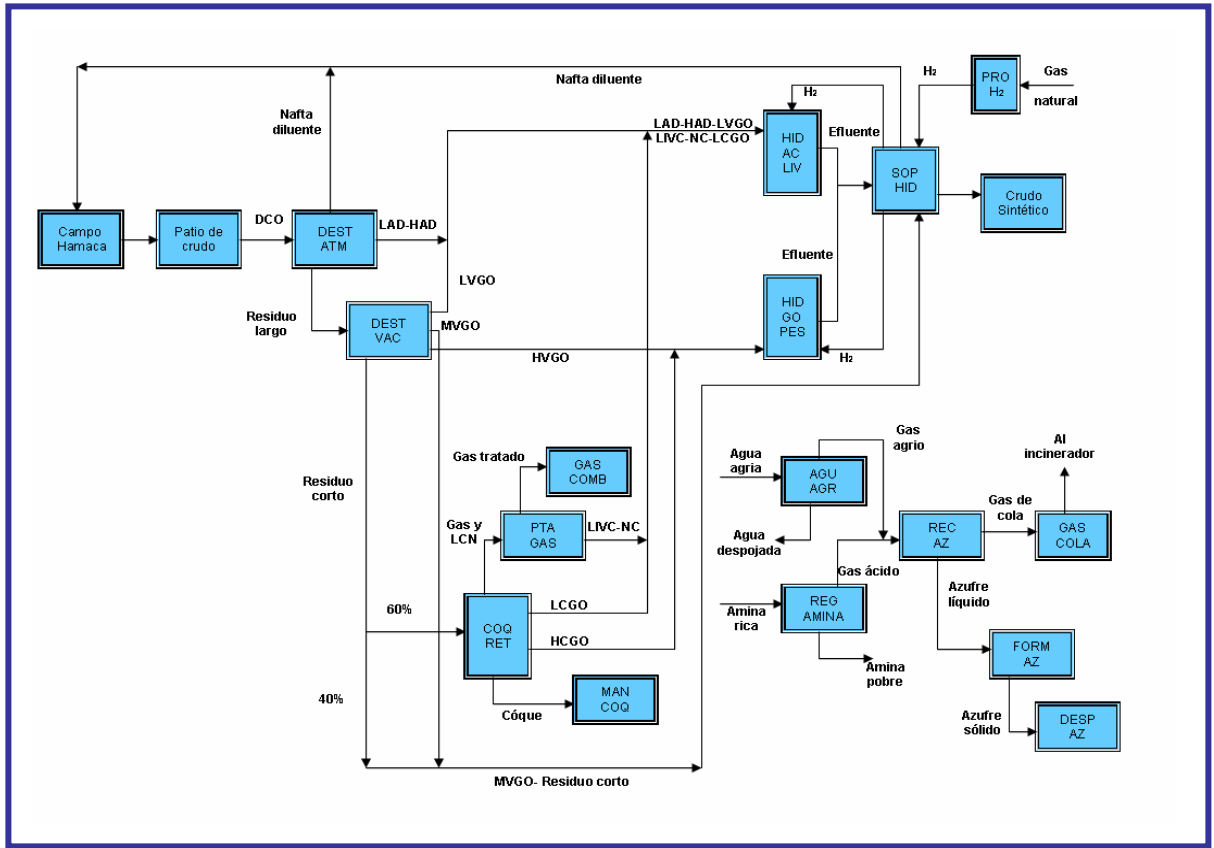 Nafta diluente
H₂
Gas
natural
PRO
H₂
H₂
Nafta
diluente
LAD-HAD-LVGO
LIVC-NC-LCGO
HID
AC
LIV
Efluente
SOP
HID
Crudo
Sintético
Campo
Hamaca
Patio de
crudo
DCO
DEST
ATM
LAD-HAD
LVGO
Efluente
HID
GO
PES
Residuo
largo
DEST
VAC
MVGO
HVGO
H₂
Residuo
corto
Gas tratado
GAS
COMB
Gas y
LCN
PTA
GAS
LIVC-NC
60%
COQ
RET
LCGO
HCGO
40%
Cóque
MAN
COQ
MVGO- Residuo corto
Agua
agria
Gas
agrio
AGU
AGR
Agua
despojada
Al
incinerador
Gas de
cola
REC
AZ
GAS
COLA
Gas ácido
Amina
rica
REG
AMINA
Amina
pobre
Azufre
líquido
FORM
AZ
Azufre
sólido
DESP
AZ